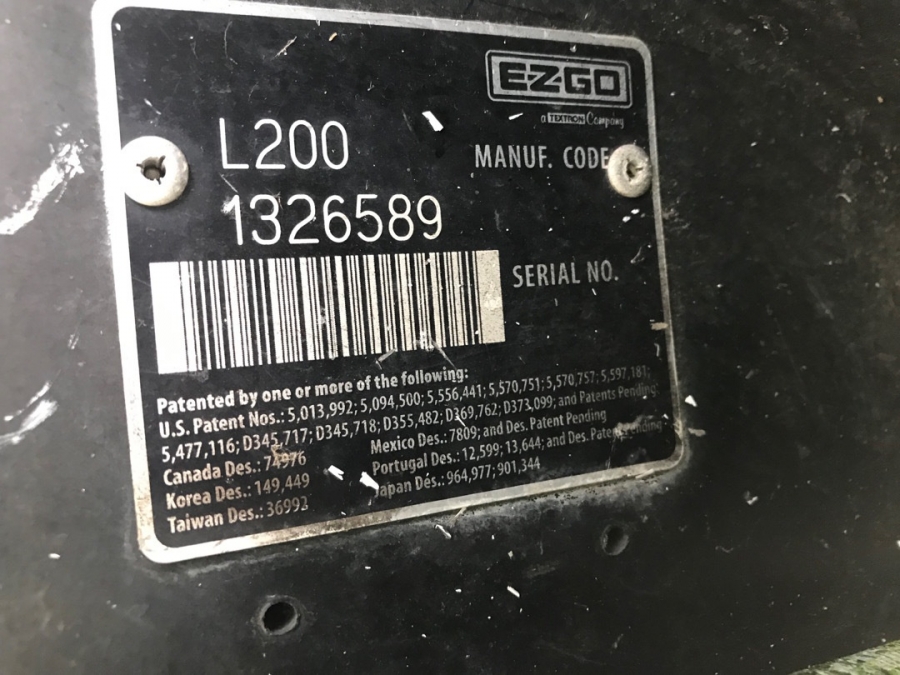 E-Z-GO
a TEXTRON Company
L200
MANUF. CODE
1326589
SERIAL NO.
Patented by one or more of the following:
U.S. Patent Nos.: 5,013,992; 5,094,500; 5,556,441; 5,570,751; 5,570,757; 5,597,181;
5,477,116; D345,717; D345,718; D355,482; D369,762; D373,099; and Patents Pending
Canada Des.: 74976 Mexico Des.: 7809; and Des. Patent Pending
Korea Des.: 149,449 Portugal Des.: 12,599; 13,644; and Des. Patent Pending
Taiwan Des.: 36992 Japan Dés.: 964,977; 901,344